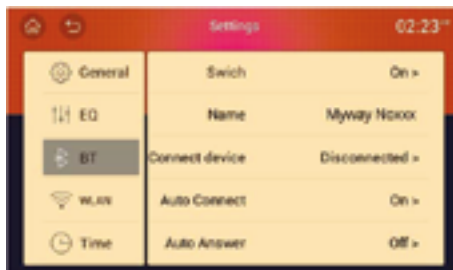 Settings
02:23
General
EQ
BT
WLAN
Time
Swich On >
Name Myway Nxxxx
Connect device Disconnected >
Auto Connect On >
Auto Answer Off >